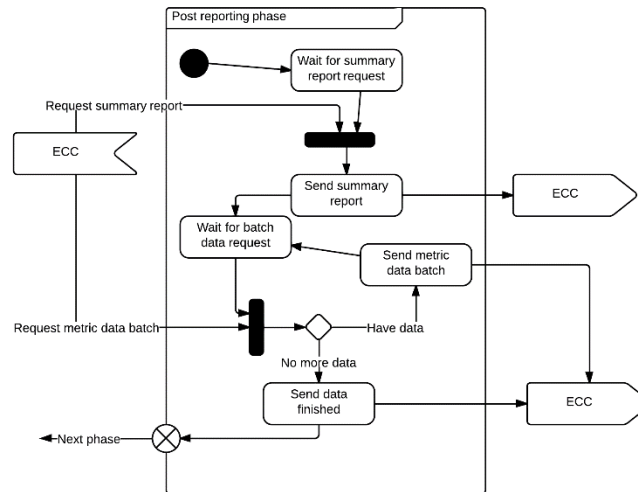 Post reporting phase
Wait for summary
report request
Request summary report
ECC
Send summary
report
ECC
Wait for batch
data request
Send metric
data batch
Request metric data batch
Have data
No more data
Send data
finished
ECC
Next phase